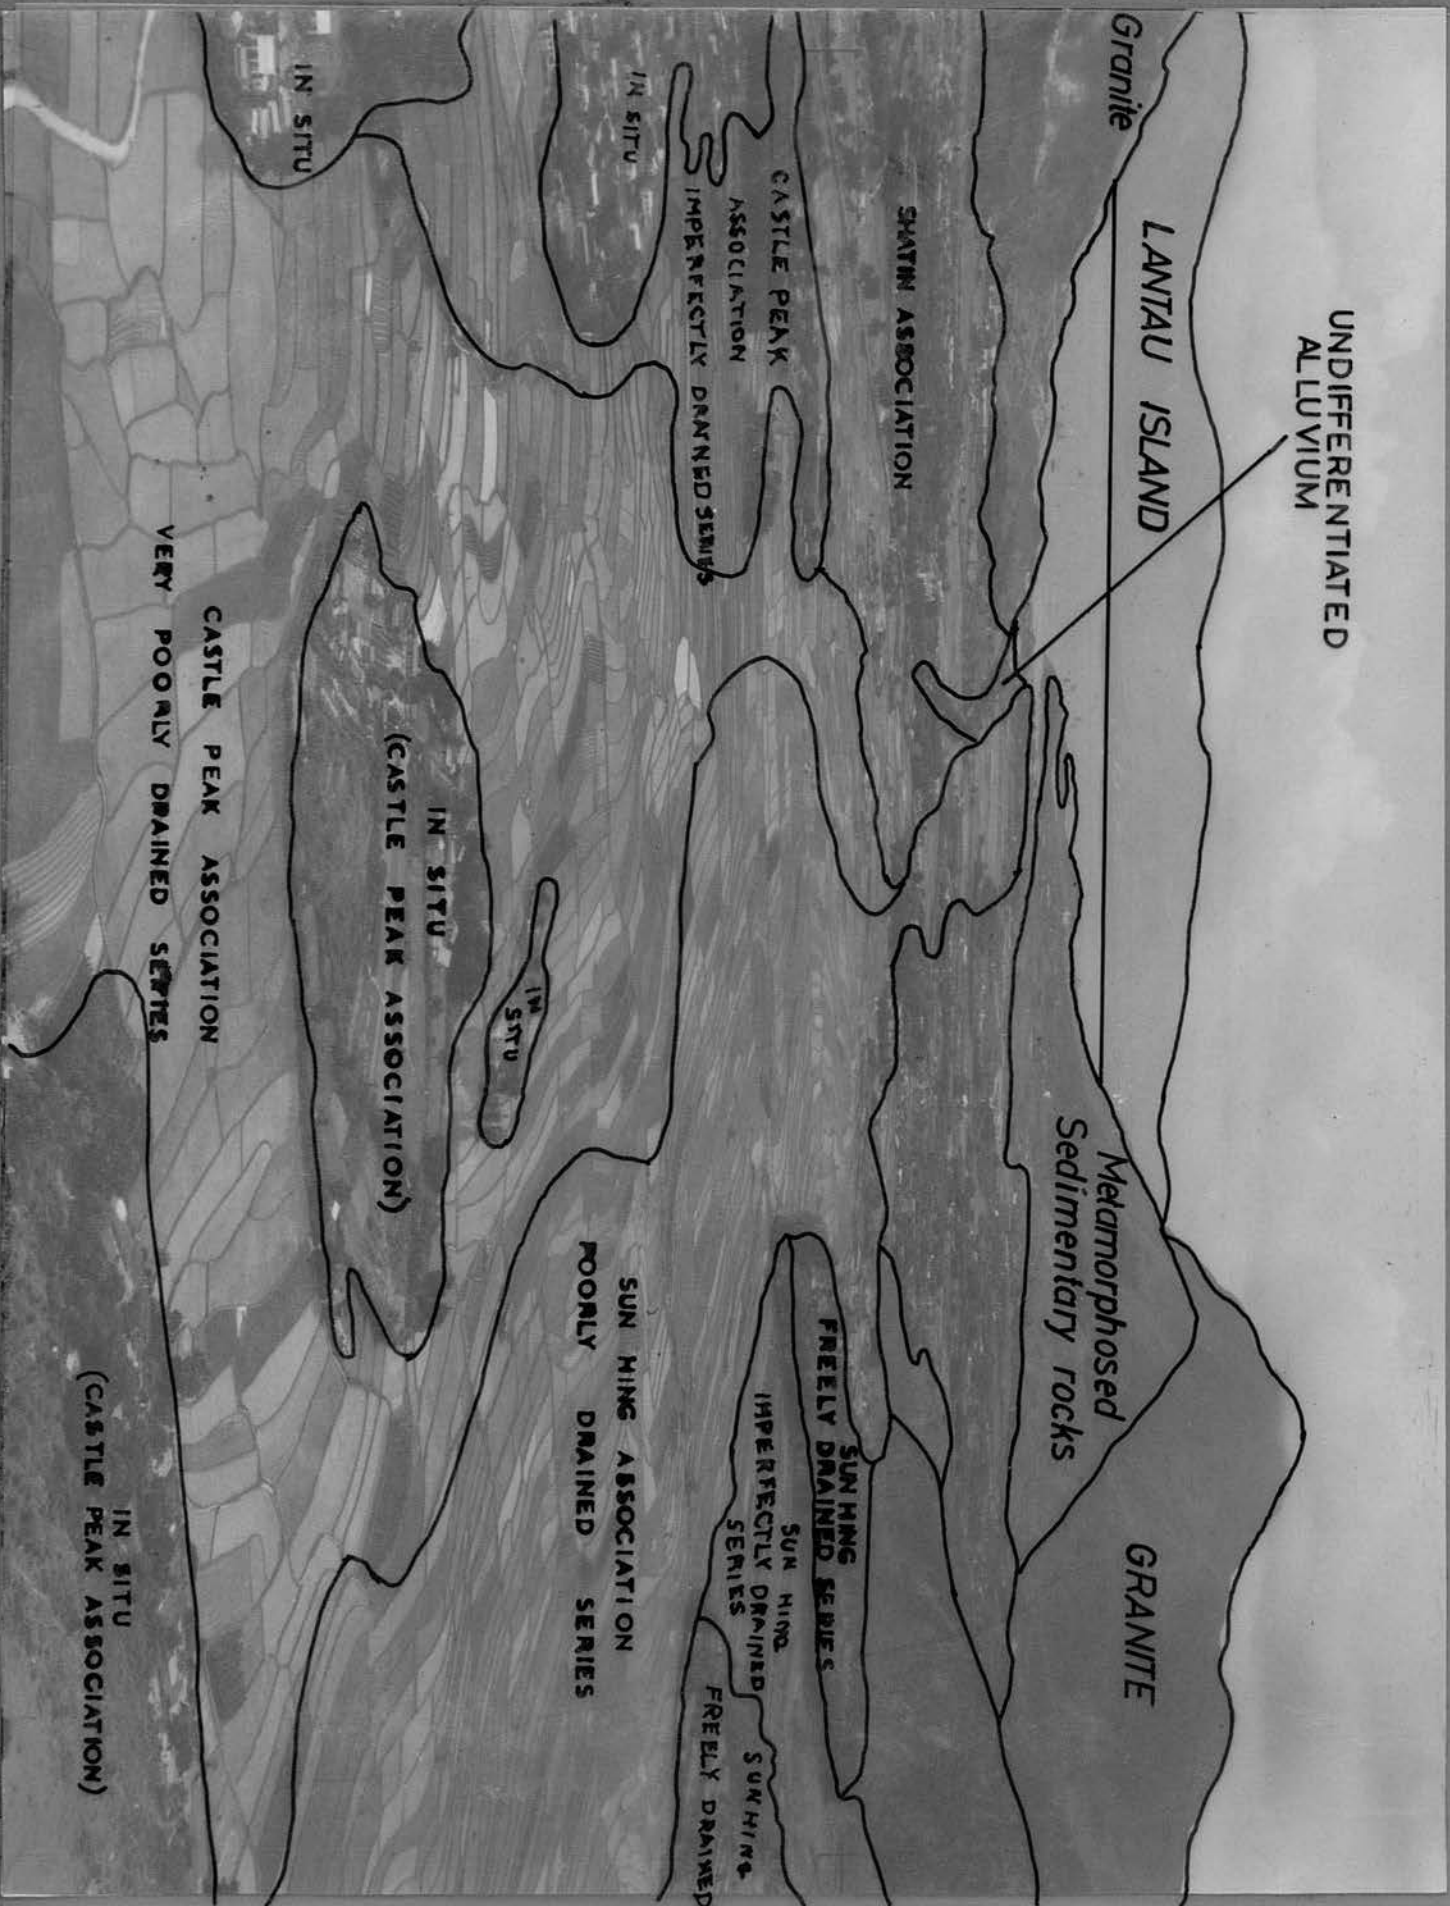 UNDIFFERENTIATED
ALLUVIUM
LANTAU ISLAND
Granite
Metamorphosed
Sedimentary rocks
GRANITE
SHATIN ASSOCIATION
CASTLE PEAK
ASSOCIATION
IMPERFECTLY DRAINED SERIES
IN SITU
SUN HING
FREELY DRAINED SERIES
SUN HING
IMPERFECTLY DRAINED
SERIES
SUN HING
FREELY DRAINED
SUN HING ASSOCIATION
POORLY DRAINED SERIES
IN
SITU
IN SITU
(CASTLE PEAK ASSOCIATION)
IN SITU
CASTLE PEAK ASSOCIATION
VERY POORLY DRAINED SERIES
IN SITU
(CASTLE PEAK ASSOCIATION)